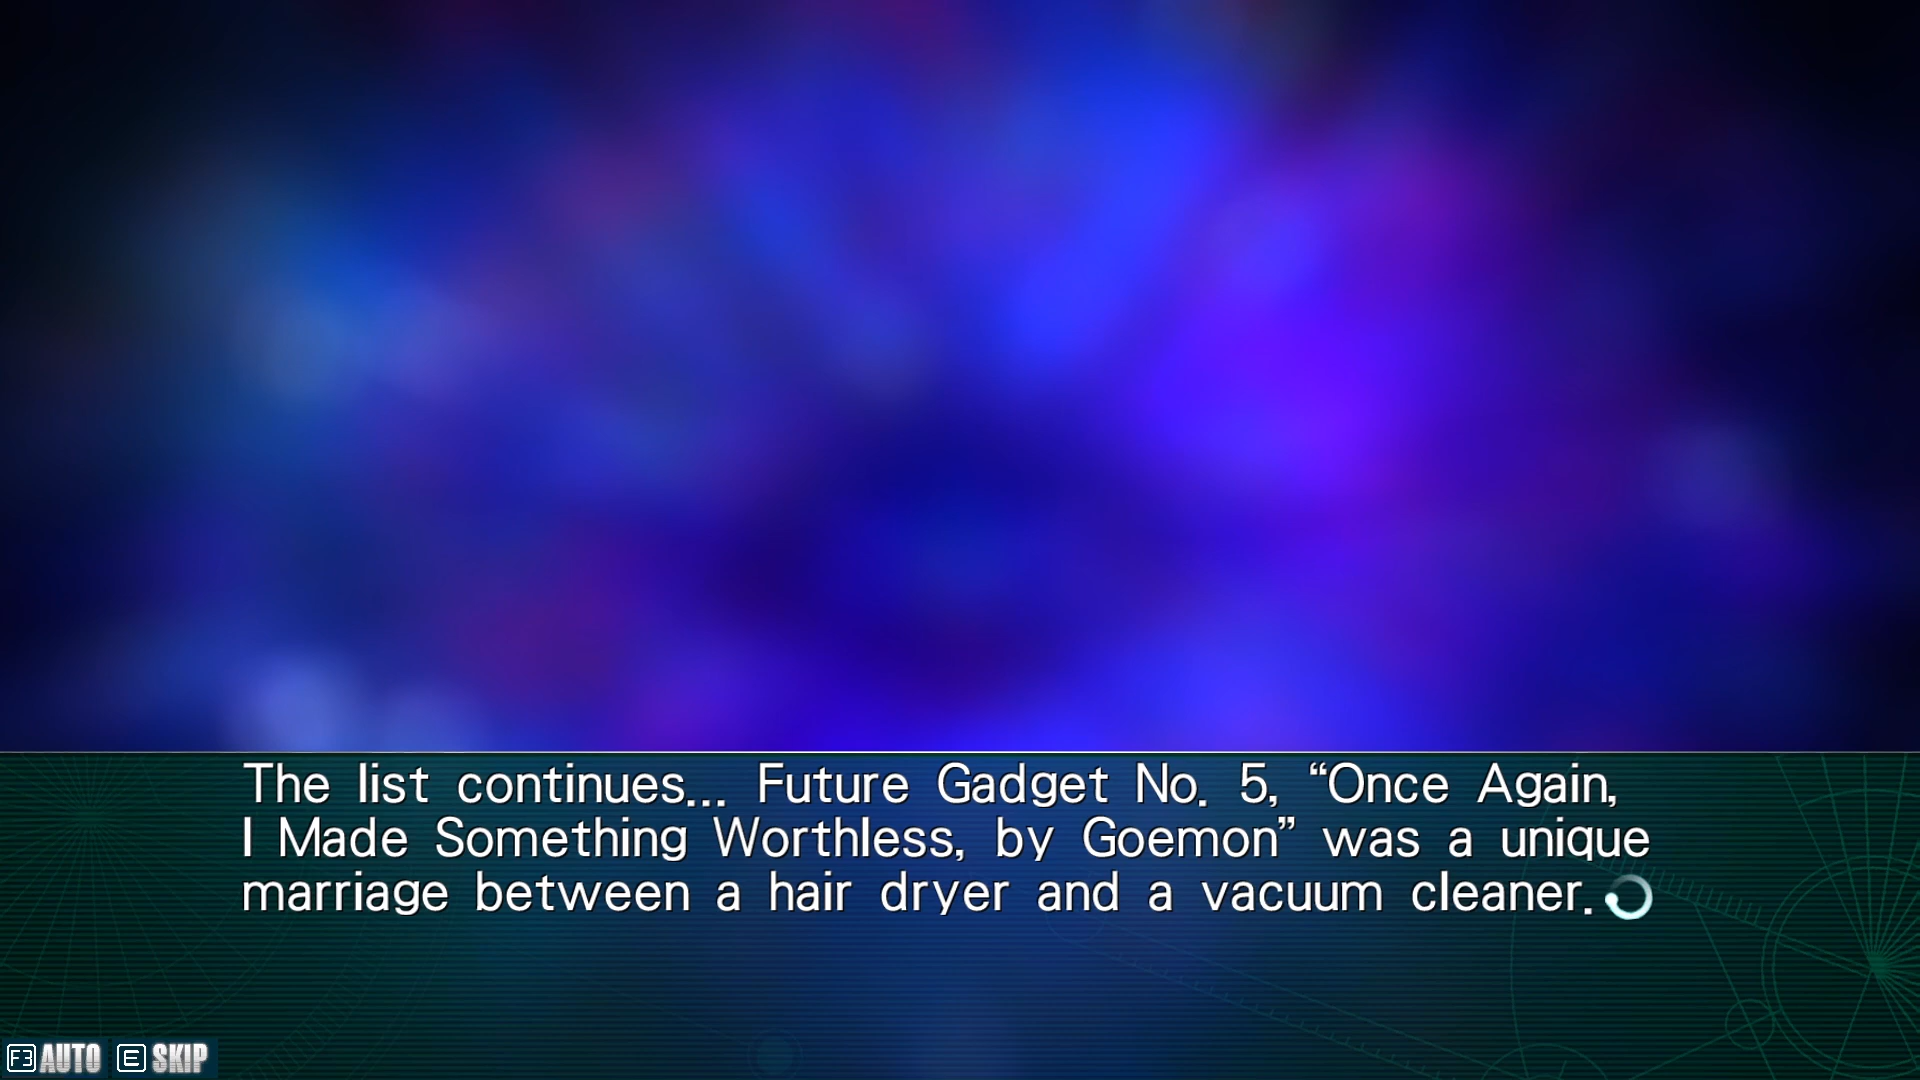 The list continues... Future Gadget No. 5, “Once Again,
I Made Something Worthless, by Goemon” was a unique
marriage between a hair dryer and a vacuum cleaner.
F3 AUTO E SKIP